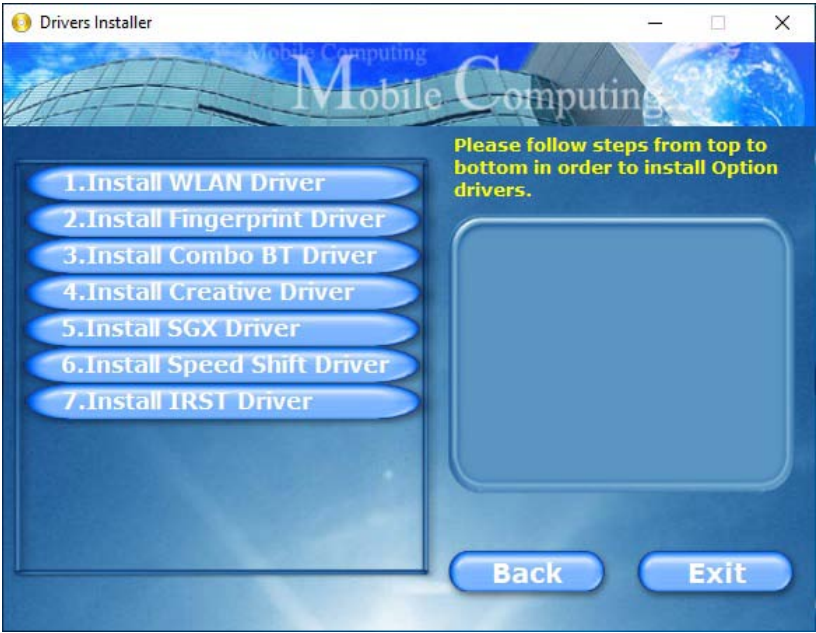 Drivers Installer
Mobile Computing
Mobile Computing
Please follow steps from top to
bottom in order to install Option
drivers.
1.Install WLAN Driver
2.Install Fingerprint Driver
3.Install Combo BT Driver
4.Install Creative Driver
5.Install SGX Driver
6.Install Speed Shift Driver
7.Install IRST Driver
Back
Exit